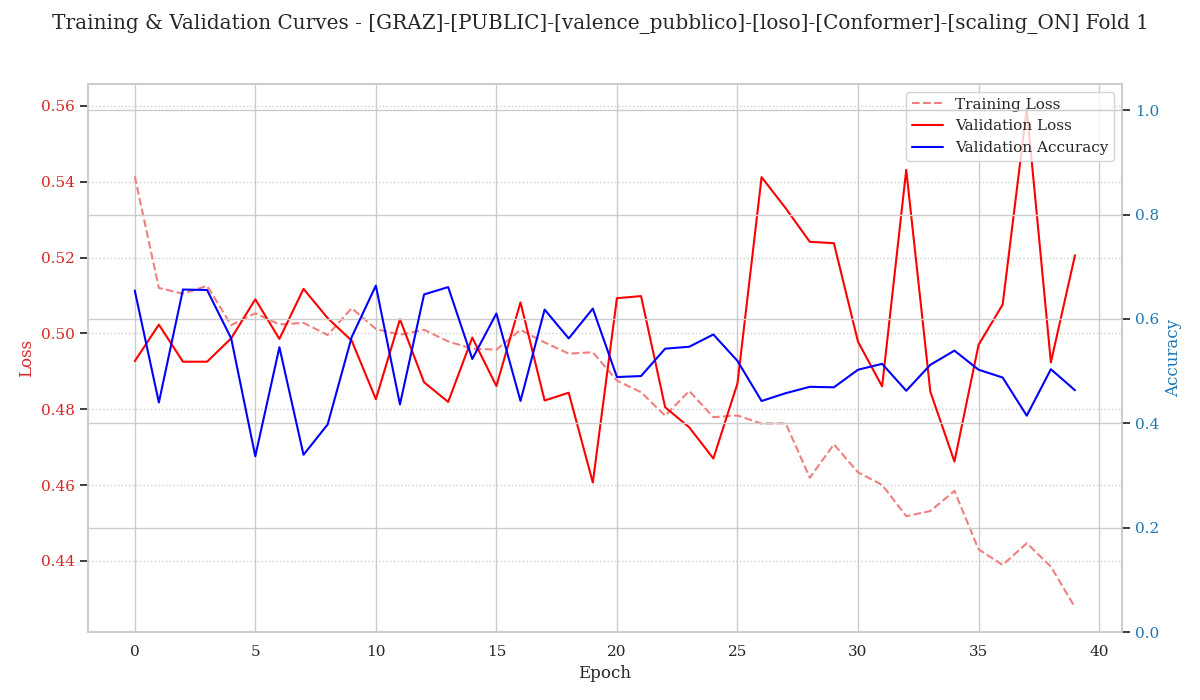 Training & Validation Curves - [GRAZ]-[PUBLIC]-[valence_pubblico]-[loso]-[Conformer]-[scaling_ON] Fold 1
Training Loss
Validation Loss
Validation Accuracy
0.56
0.54
0.52
0.50
0.48
0.46
0.44
Loss
1.0
0.8
0.6
0.4
0.2
0.0
Accuracy
0 5 10 15 20 25 30 35 40
Epoch